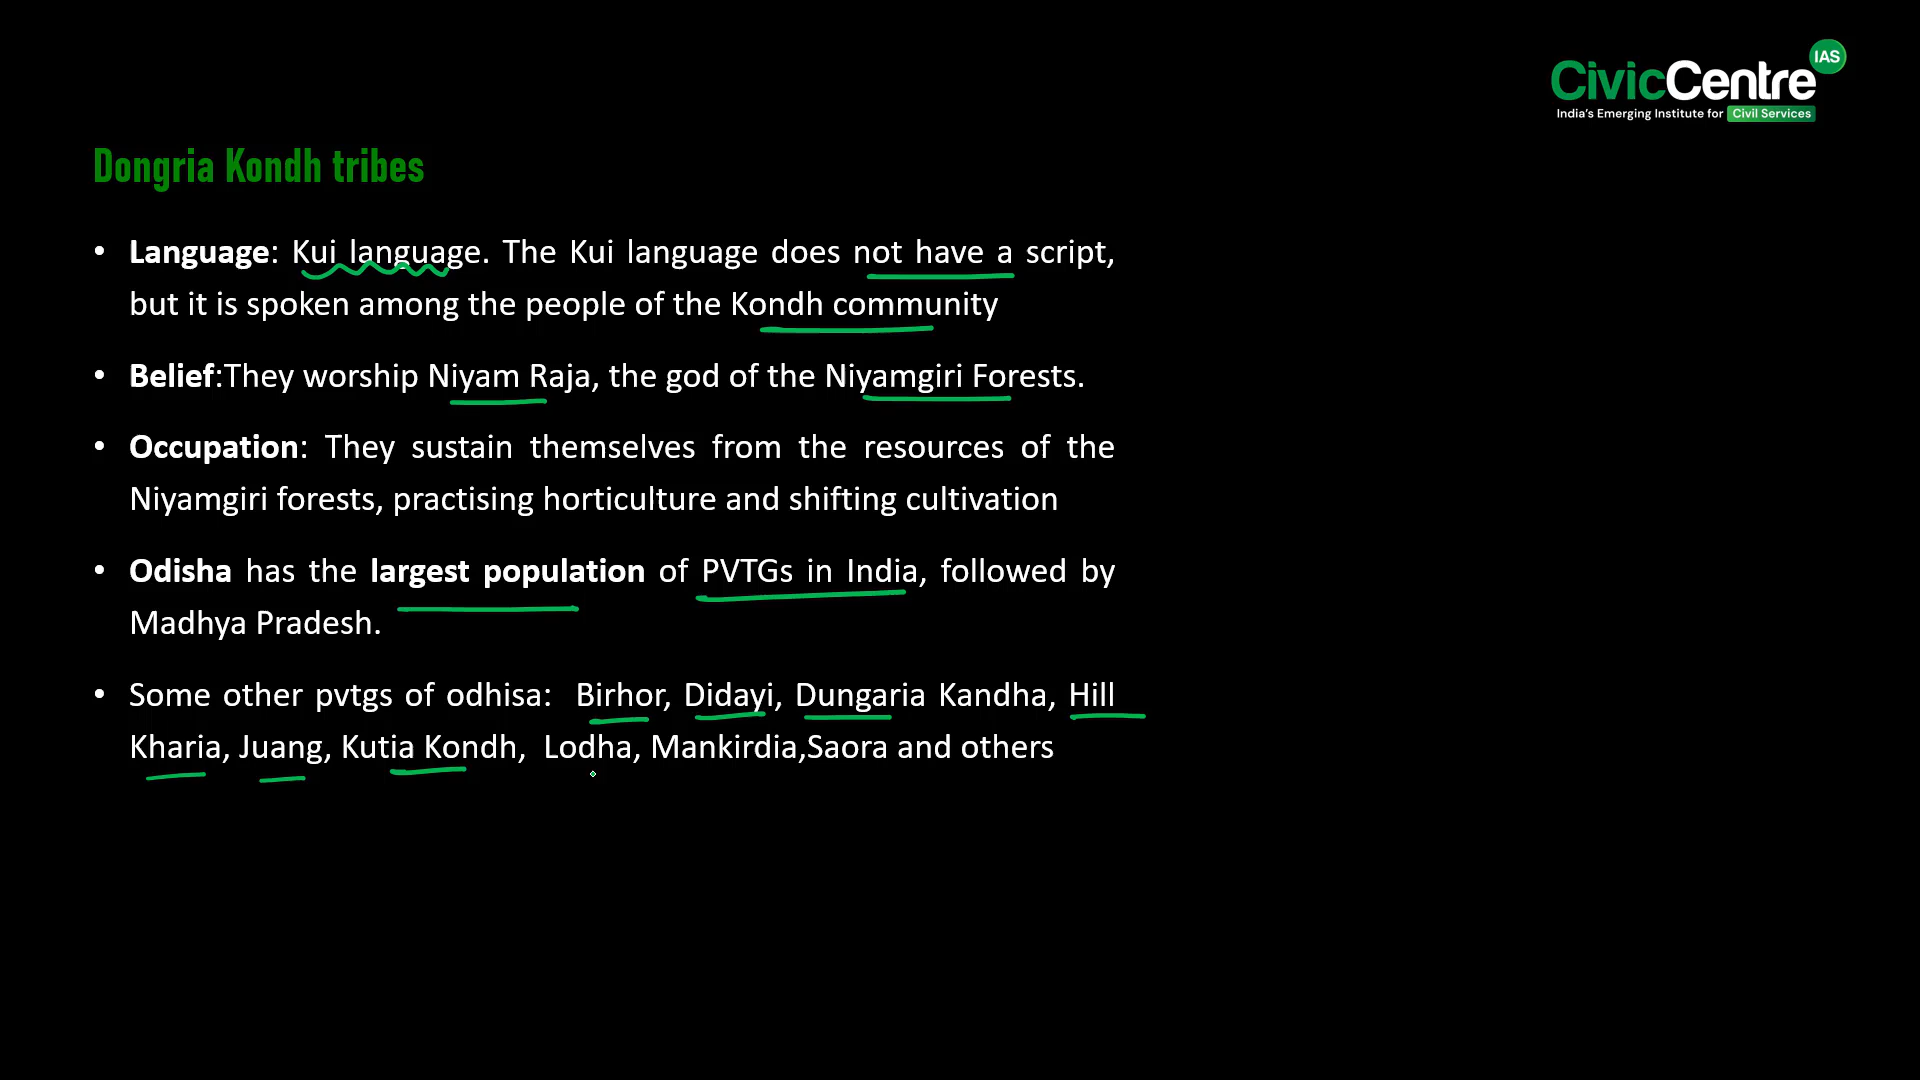 IAS
CivicCentre
India's Emerging Institute for Civil Services
Dongria Kondh tribes
• Language: Kui language. The Kui language does not have a script,
but it is spoken among the people of the Kondh community
• Belief:They worship Niyam Raja, the god of the Niyamgiri Forests.
• Occupation: They sustain themselves from the resources of the
Niyamgiri forests, practising horticulture and shifting cultivation
• Odisha has the largest population of PVTGs in India, followed by
Madhya Pradesh.
• Some other pvtgs of odhisa: Birhor, Didayi, Dungaria Kandha, Hill
Kharia, Juang, Kutia Kondh, Lodha, Mankirdia,Saora and others